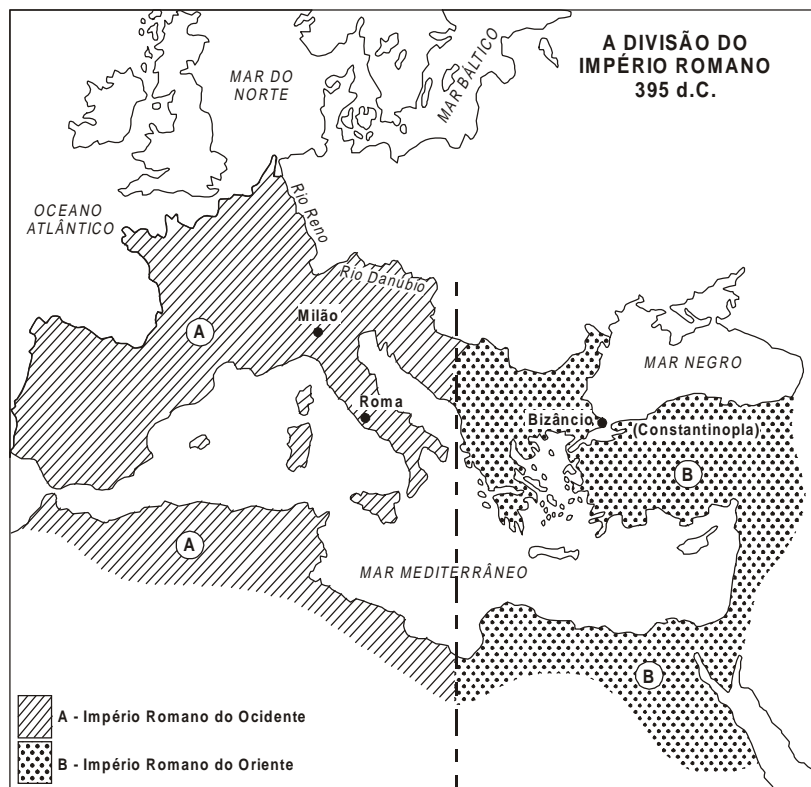 A DIVISÃO DO
IMPÉRIO ROMANO
395 d.C.
MAR DO
NORTE
MAR BÁLTICO
OCEANO
ATLÂNTICO
Rio Reno
Rio Danúbio
Milão
A
MAR NEGRO
Roma
Bizâncio
(Constantinopla)
B
A
MAR MEDITERRÂNEO
B
A - Império Romano do Ocidente
B - Império Romano do Oriente